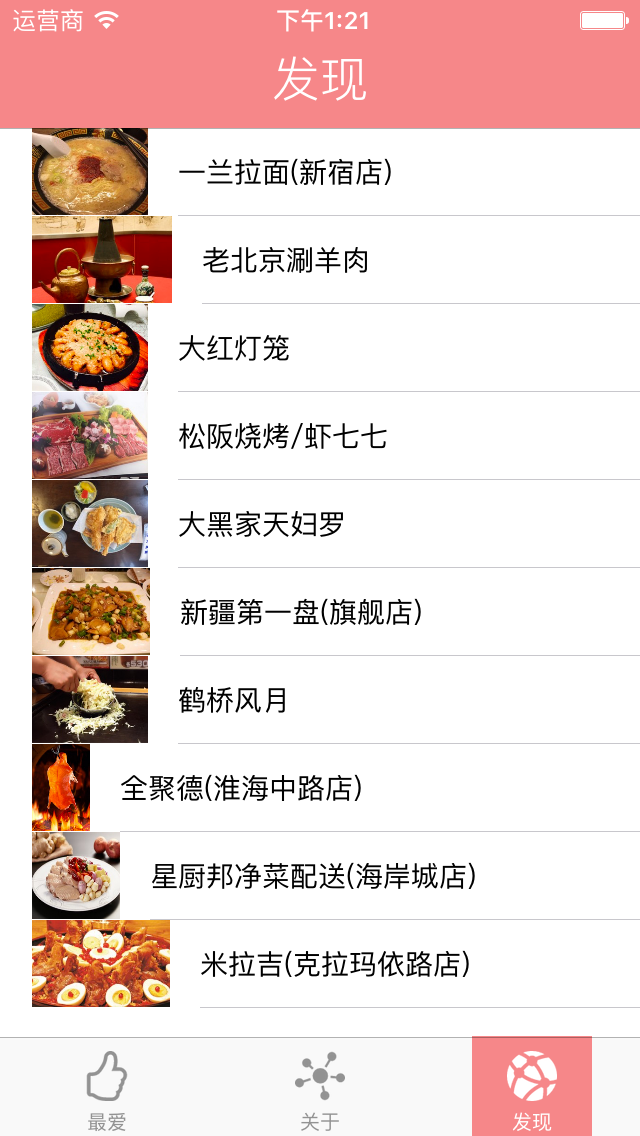 运营商 下午1:21
发现
一兰拉面(新宿店)
老北京涮羊肉
大红灯笼
松阪烧烤/虾七七
大黑家天妇罗
新疆第一盘(旗舰店)
鹤桥风月
全聚德(淮海中路店)
星厨邦净菜配送(海岸城店)
米拉吉(克拉玛依路店)
最爱 关于 发现